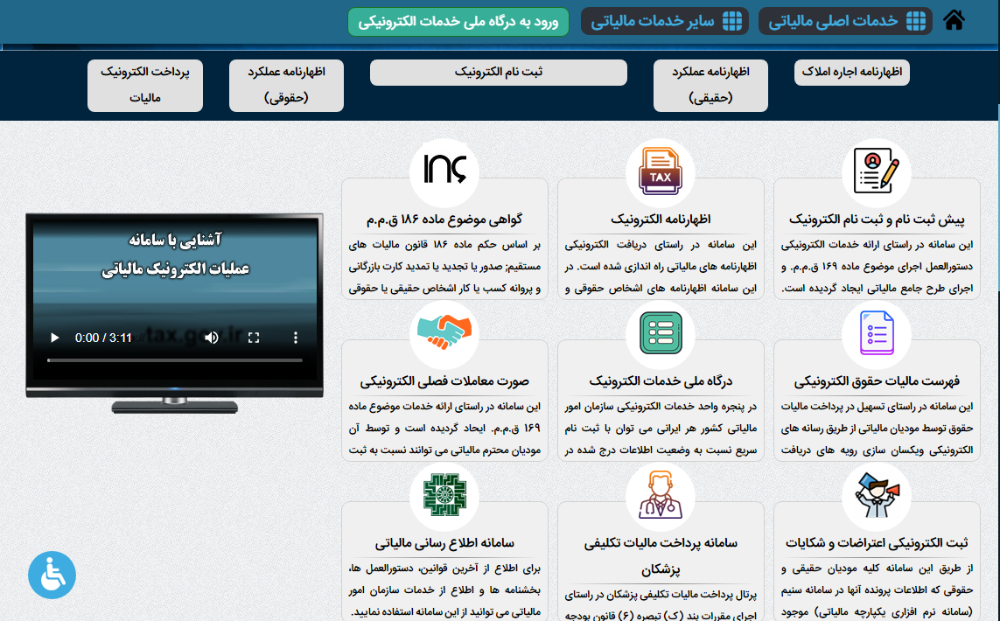 خدمات اصلی مالیاتی
سایر خدمات مالیاتی
ورود به درگاه ملی خدمات الکترونیکی
اظهارنامه اجاره املاک
اظهارنامه عملکرد
(حقیقی)
ثبت نام الکترونیک
اظهارنامه عملکرد
(حقوقی)
پرداخت الکترونیک
مالیات
پیش ثبت نام و ثبت نام الکترونیک
این سامانه در راستای ارائه خدمات الکترونیکی
دستورالعمل اجرای موضوع ماده ۱۶۹ ق.م.م. و
اجرای طرح جامع مالیاتی ایجاد گردیده است.
TAX
اظهارنامه الکترونیک
این سامانه در راستای دریافت الکترونیکی
اظهارنامه های مالیاتی راه اندازی شده است. در
این سامانه اظهارنامه های اشخاص حقوقی و
گواهی موضوع ماده ۱۸۶ ق.م.م
بر اساس حکم ماده ۱۸۶ قانون مالیات های
مستقیم; صدور یا تجدید یا تمدید کارت بازرگانی
و پروانه کسب یا کار اشخاص حقیقی یا حقوقی
آشنایی با سامانه
عملیات الکترونیک مالیاتی
tax.gov.ir
0:00 / 3:11
فهرست مالیات حقوق الکترونیکی
این سامانه در راستای تسهیل در پرداخت مالیات
حقوق توسط مودیان مالیاتی از طریق رسانه های
الکترونیکی ویکسان سازی رویه های دریافت
درگاه ملی خدمات الکترونیک
در پنجره واحد خدمات الکترونیکی سازمان امور
مالیاتی کشور هر ایرانی می توان با ثبت نام
سریع نسبت به وضعیت اطلاعات درج شده در
صورت معاملات فصلی الکترونیکی
این سامانه در راستای ارائه خدمات موضوع ماده
۱۶۹ ق.م.م. ایحاد گردیده است و توسط آن
مودیان محترم مالیاتی می توانند نسبت به ثبت
ثبت الکترونیکی اعتراضات و شکایات
از طریق این سامانه کلیه مودیان حقیقی و
حقوقی که اطلاعات پرونده آنها در سامانه سنیم
(سامانه نرم افزاری یکپارچه مالیاتی) موجود
سامانه پرداخت مالیات تکلیفی
پزشکان
پرتال پرداخت مالیات تکلیفی پزشکان در راستای
اجرای مقررات بند (ک) تبصره (۶) قانون بودجه
سامانه اطلاع رسانی مالیاتی
برای اطلاع از آخرین قوانین، دستورالعمل ها،
بخشنامه ها و اطلاع از خدمات سازمان امور
مالیاتی می توانید از این سامانه استفاده نمایید.